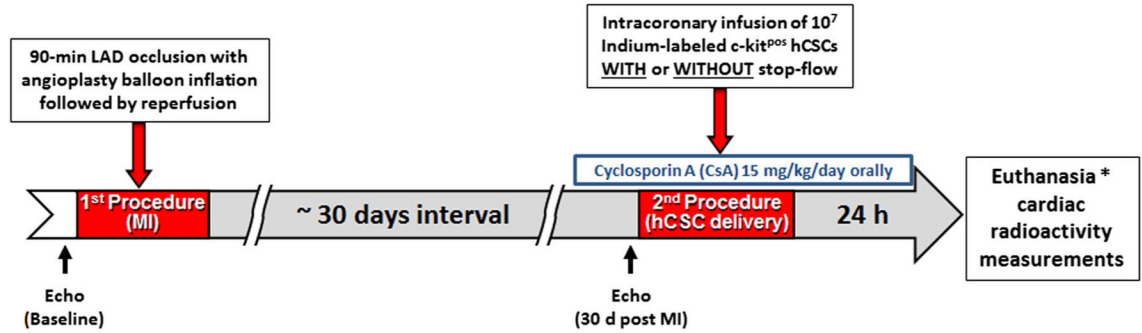 90-min LAD occlusion with
angioplasty balloon inflation
followed by reperfusion
Intracoronary infusion of 10⁷
Indium-labeled c-kitᵖᵒˢ hCSCs
WITH or WITHOUT stop-flow
Cyclosporin A (CsA) 15 mg/kg/day orally
1ˢᵗ Procedure
(MI)
~ 30 days interval
2ⁿᵈ Procedure
(hCSC delivery)
24 h
Euthanasia *
cardiac
radioactivity
measurements
Echo
(Baseline)
Echo
(30 d post MI)